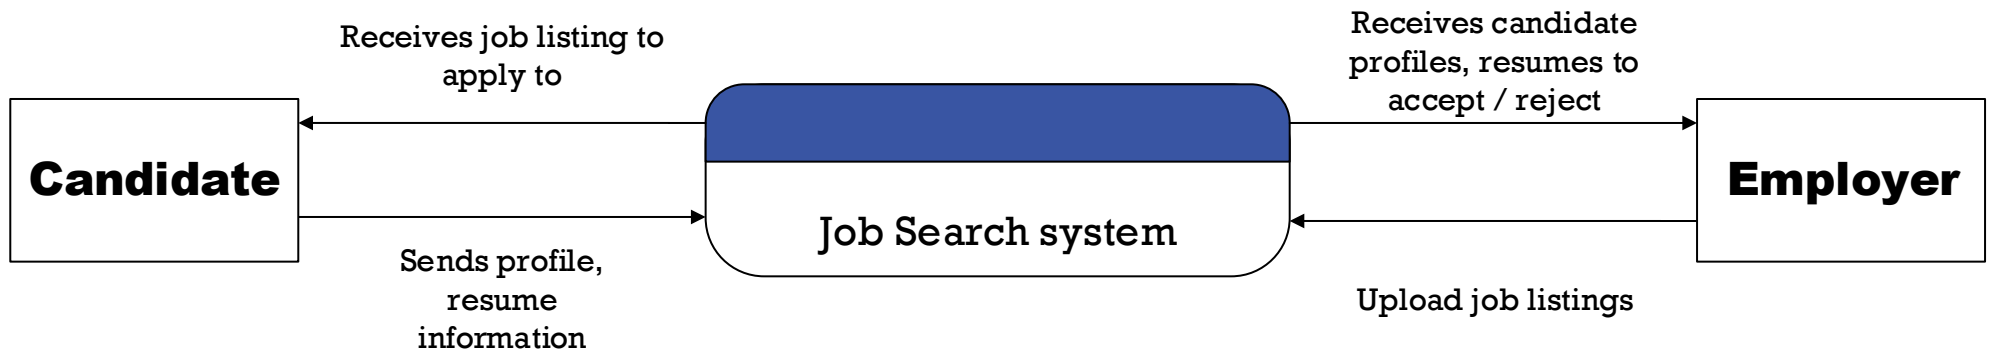 Receives job listing to
apply to
Receives candidate
profiles, resumes to
accept / reject
Candidate
Job Search system
Employer
Sends profile,
resume
information
Upload job listings